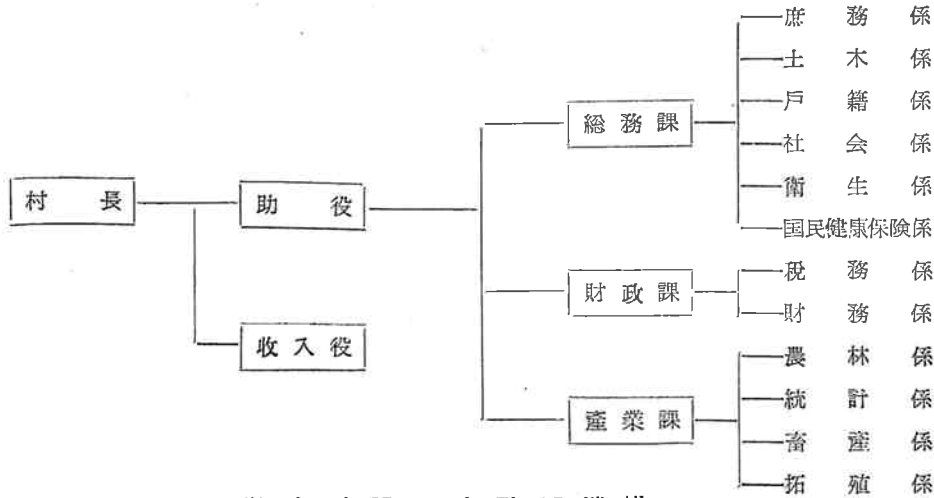 村長
助役
収入役
総務課
庶務係
土木係
戸籍係
社会係
衛生係
国民健康保険係
財政課
税務係
財務係
産業課
農林係
統計係
畜産係
拓殖係